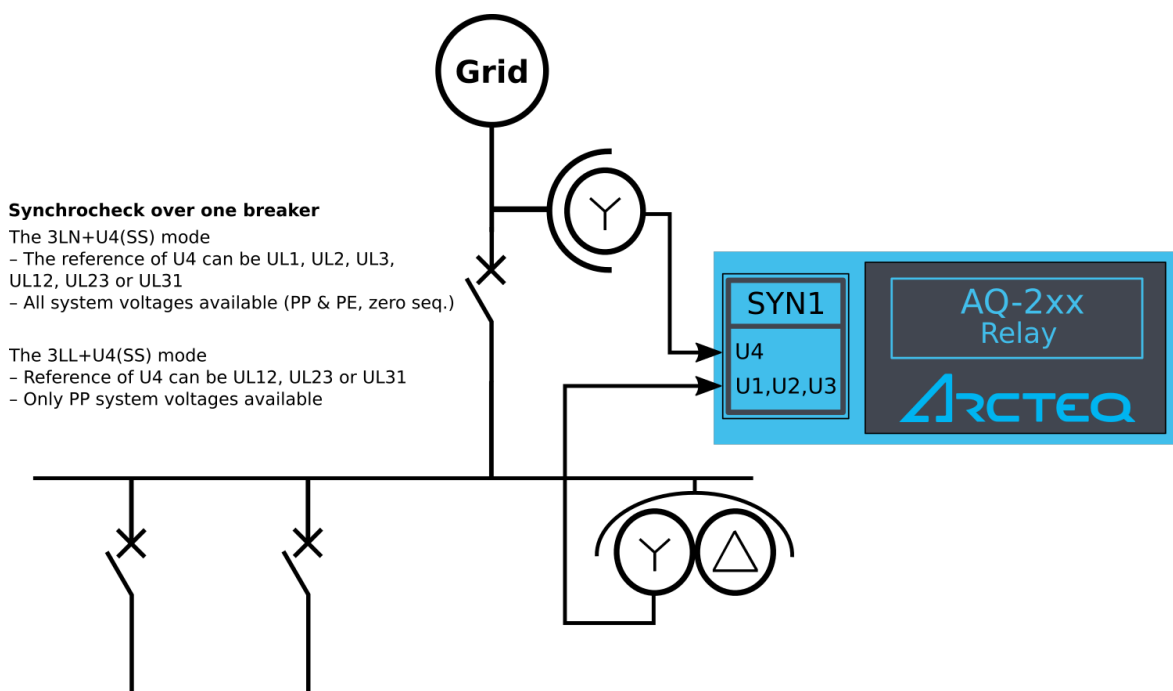 Grid
Synchrocheck over one breaker
The 3LN+U4(SS) mode
– The reference of U4 can be UL1, UL2, UL3,
UL12, UL23 or UL31
– All system voltages available (PP & PE, zero seq.)
The 3LL+U4(SS) mode
– Reference of U4 can be UL12, UL23 or UL31
– Only PP system voltages available
SYN1
U4
U1,U2,U3
AQ-2xx
Relay
ARCTEQ